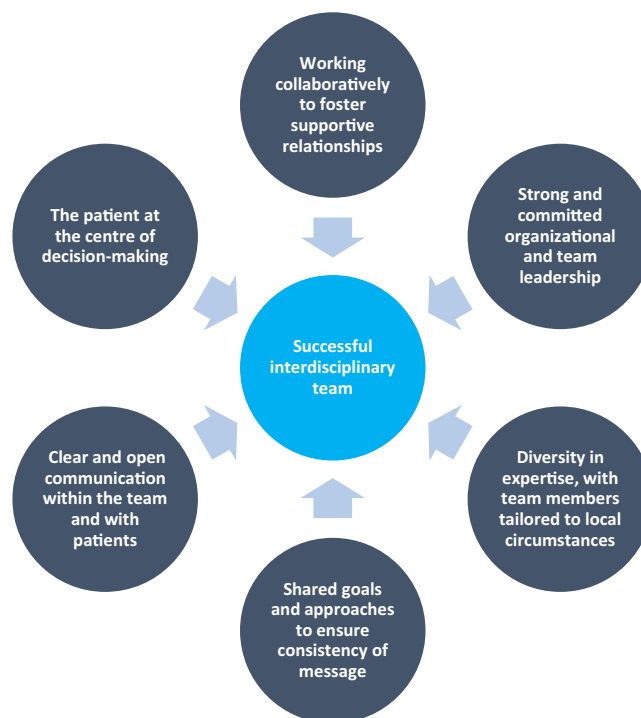 Working
collaboratively
to foster
supportive
relationships
The patient at
the centre of
decision-making
Strong and
committed
organizational
and team
leadership
Successful
interdisciplinary
team
Clear and open
communication
within the team
and with
patients
Diversity in
expertise, with
team members
tailored to local
circumstances
Shared goals
and approaches
to ensure
consistency of
message